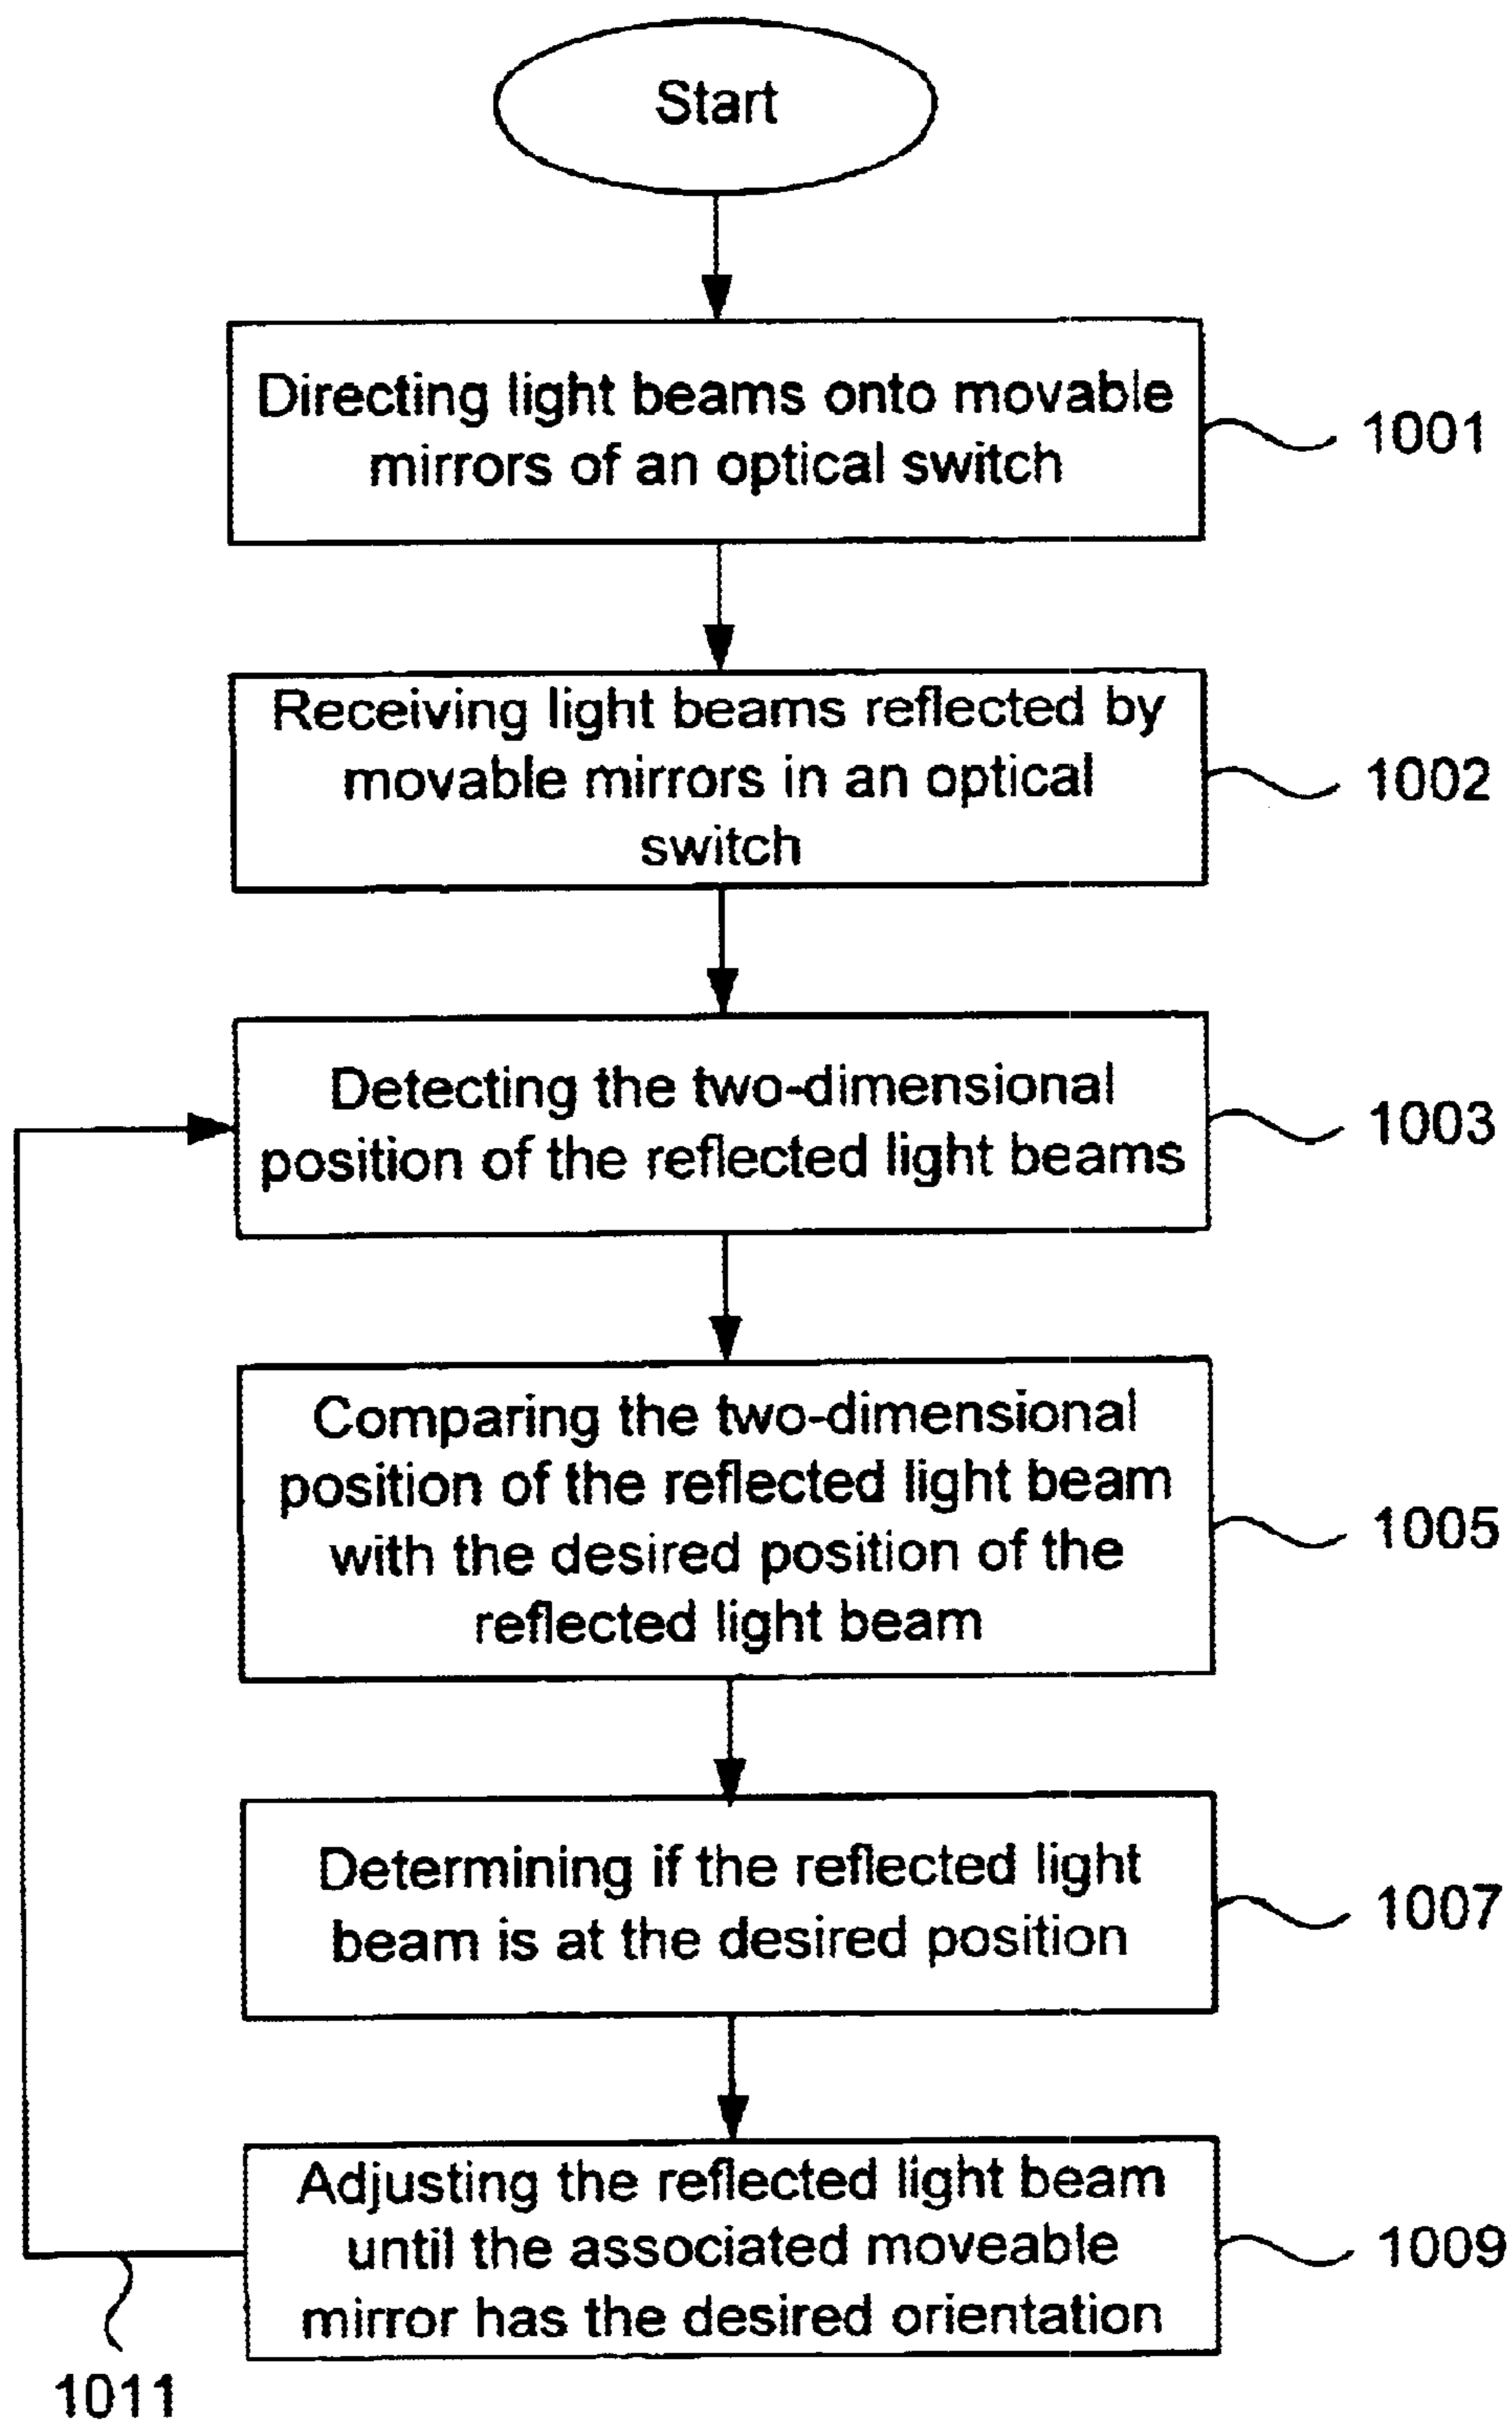 Start
Directing light beams onto movable
mirrors of an optical switch
1001
Receiving light beams reflected by
movable mirrors in an optical
switch
1002
Detecting the two-dimensional
position of the reflected light beams
1003
Comparing the two-dimensional
position of the reflected light beam
with the desired position of the
reflected light beam
1005
Determining if the reflected light
beam is at the desired position
1007
Adjusting the reflected light beam
until the associated moveable
mirror has the desired orientation
1009
1011